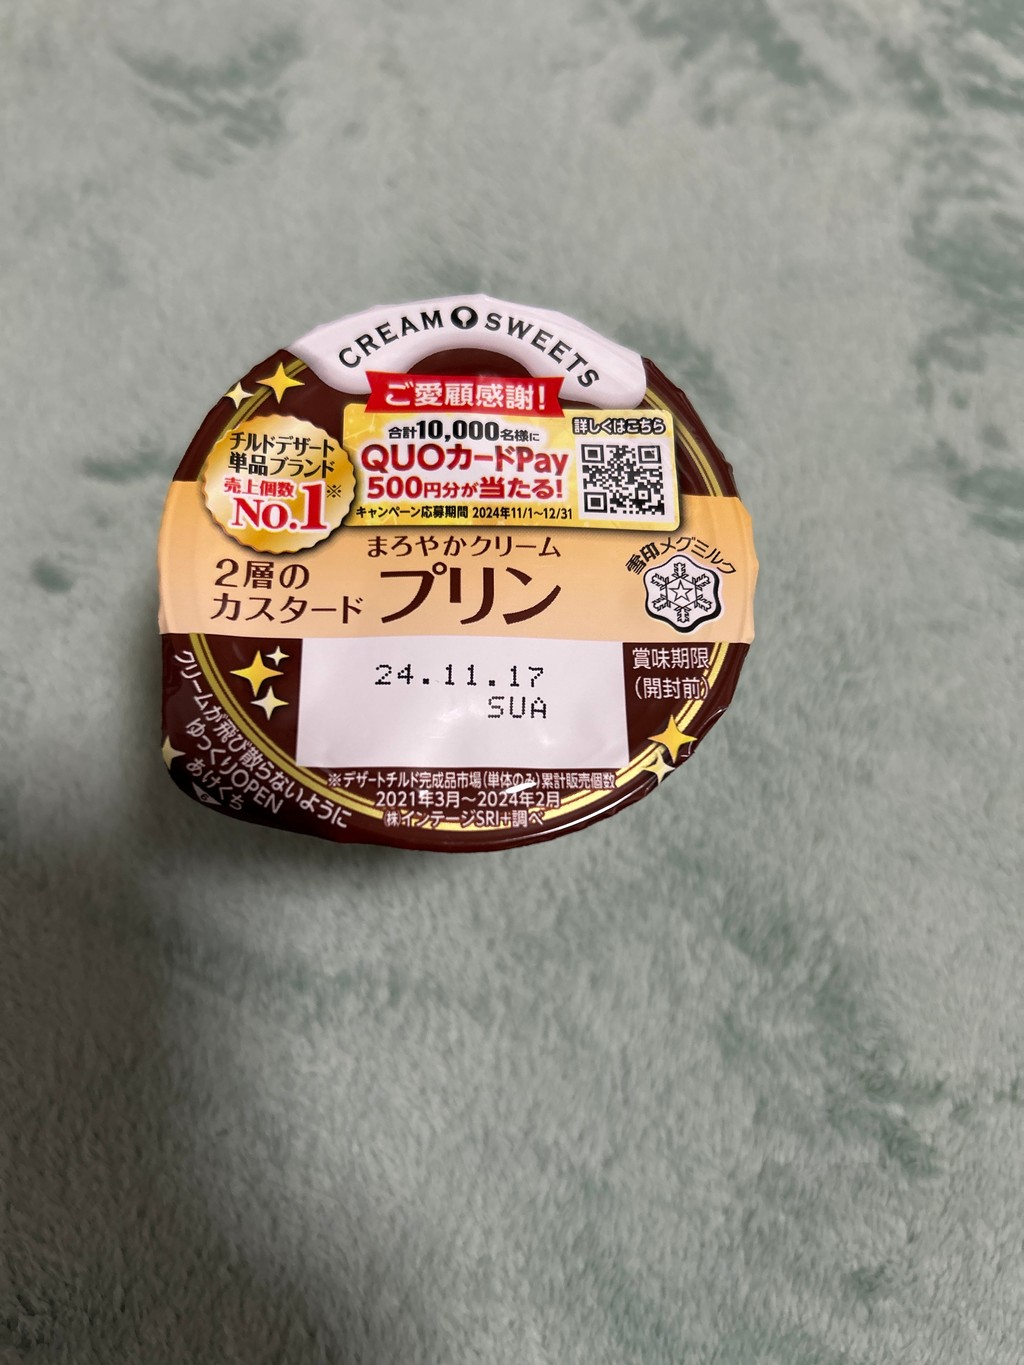 CREAM SWEETS
ご愛顧感謝!
チルドデザート
単品ブランド
売上個数
No.1※
合計10,000名様に
QUOカードPay
500円分が当たる!
キャンペーン応募期間 2024年11/1~12/31
詳しくはこちら
まろやかクリーム
2層の
カスタード
プリン
雪印メグミルク
24.11.17
SUA
賞味期限
(開封前)
クリームが飛び散らないように
ゆっくりOPEN
あけくち
※デザートチルド完成品市場(単体のみ)累計販売個数
2021年3月~2024年2月
(株)インテージSRI+調べ